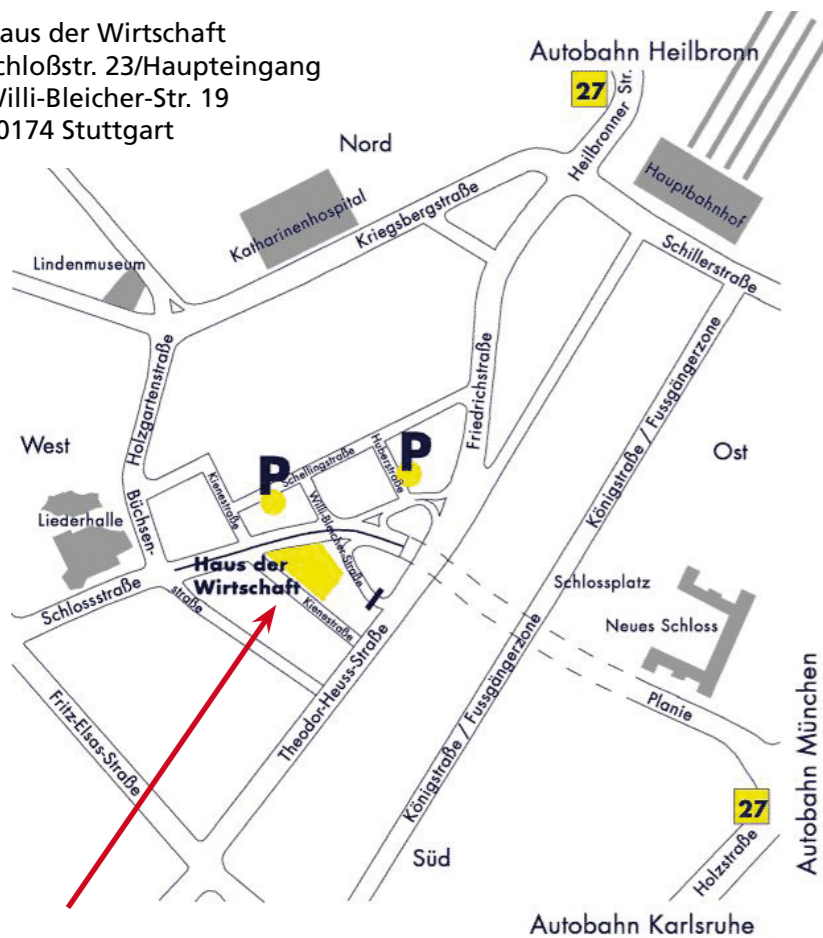 aus der Wirtschaft
chloßstr. 23/Haupteingang
illi-Bleicher-Str. 19
0174 Stuttgart
Autobahn Heilbronn
27
Heilbronner Str.
Nord
Hauptbahnhof
Katharinenhospital
Kriegsbergstraße
Schillerstraße
Lindenmuseum
Holzgartenstraße
Friedrichstraße
Königstraße / Fussgängerzone
West
Ost
P
P
Schellingstraße
Huberstraße
Kienestraße
Willi-Bleicher-Straße
Büchsen-
straße
Liederhalle
Haus der
Wirtschaft
Schlossstraße
Kienestraße
Schlossplatz
Neues Schloss
Theodor-Heuss-Straße
Königstraße / Fussgängerzone
Planie
Fritz-Elsas-Straße
Autobahn München
27
Holzstraße
Süd
Autobahn Karlsruhe